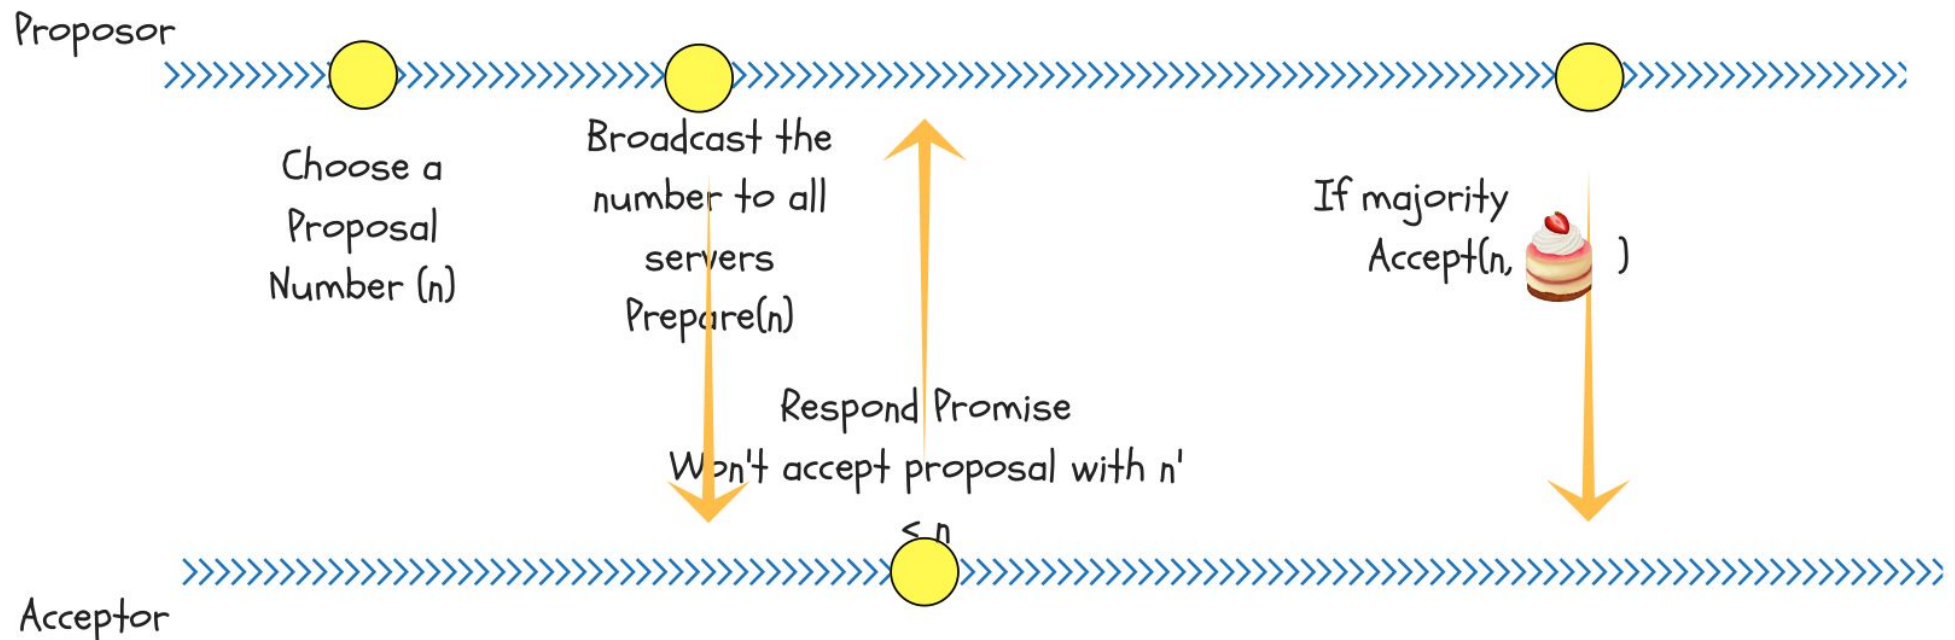 Proposor
Choose a
Proposal
Number (n)
Broadcast the
number to all
servers
Prepare(n)
Respond Promise
Won't accept proposal with n'
< n
If majority
Accept(n, )
Acceptor